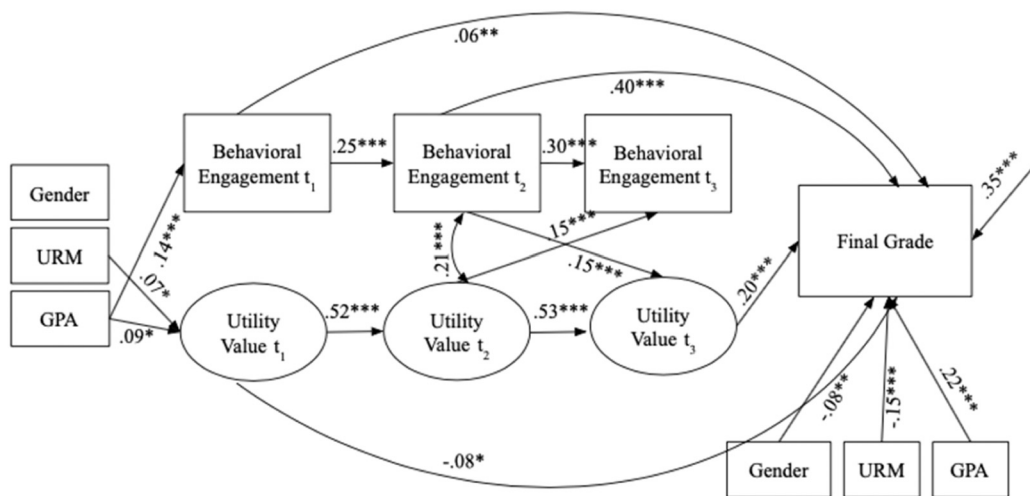 .06**
.40***
Behavioral
Engagement t1
.25***
Behavioral
Engagement t2
.30***
Behavioral
Engagement t3
Gender
URM
GPA
.14***
.07*
.09*
.21***
.15***
.15***
Final Grade
.35***
.20***
Utility
Value t1
.52***
Utility
Value t2
.53***
Utility
Value t3
-.08*
-.08**
-.15***
.22***
Gender
URM
GPA